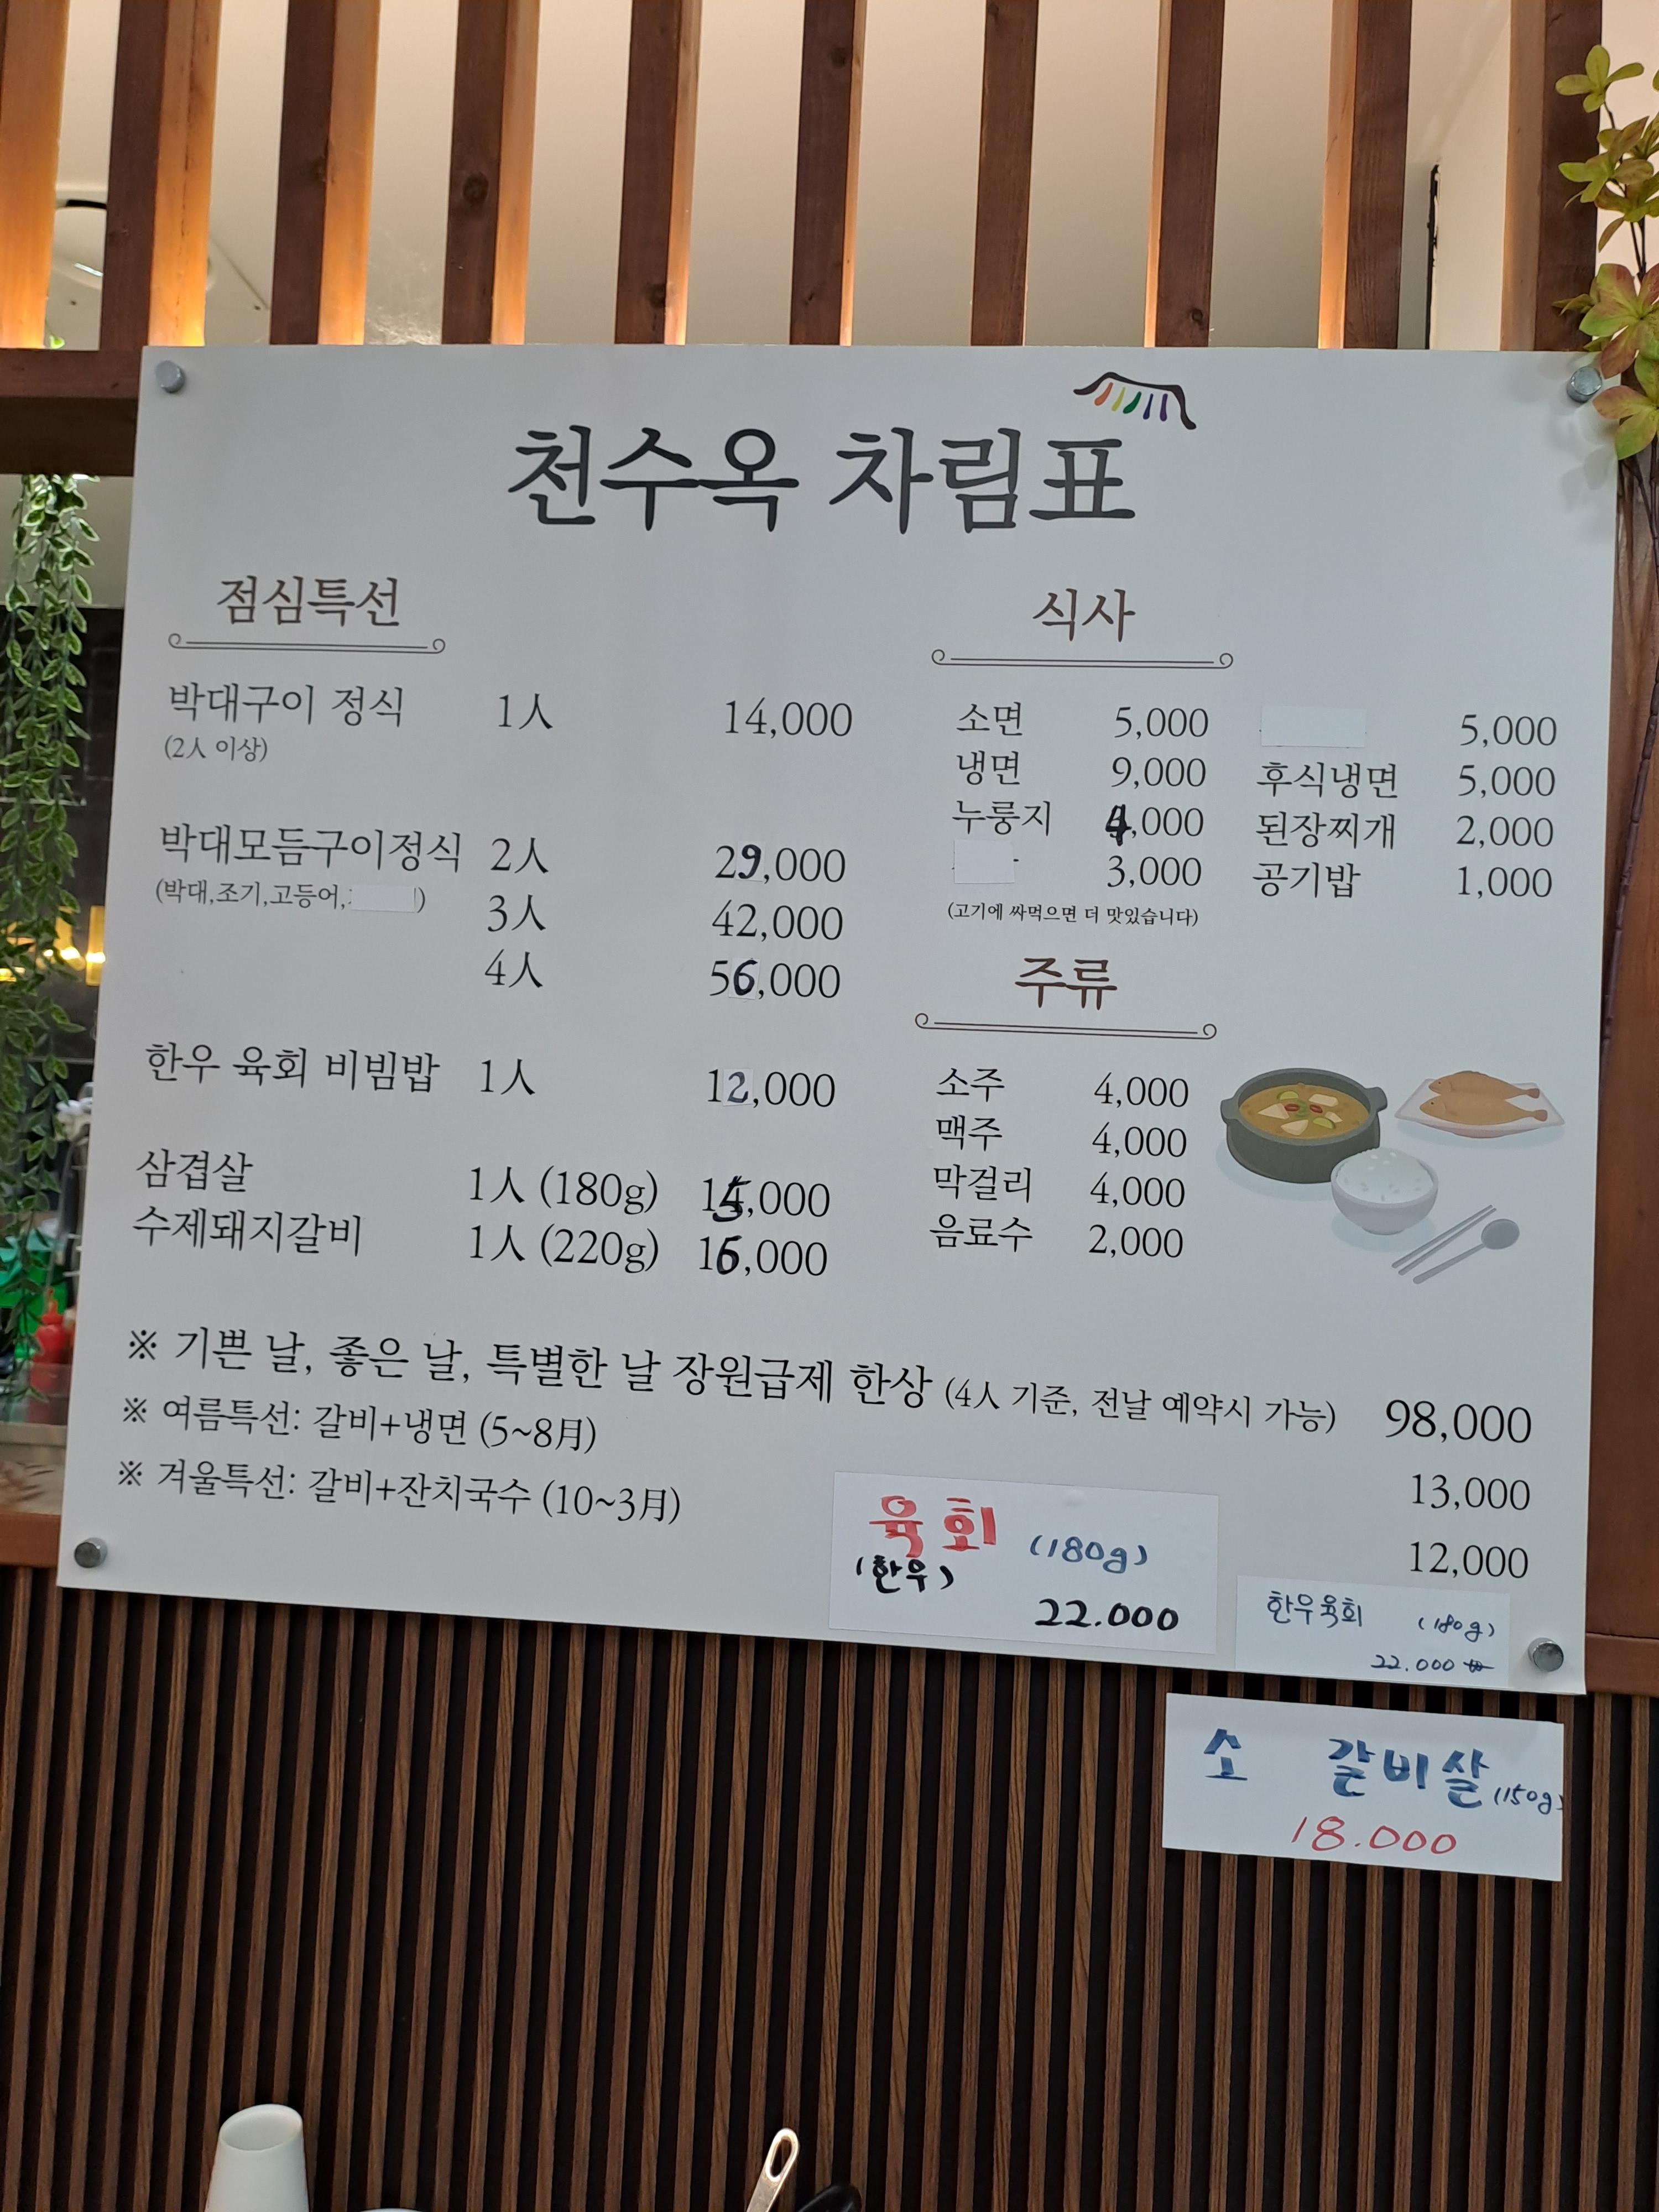 천수옥 차림표
점심특선
박대구이 정식 1人 14,000
(2人 이상)
박대모듬구이정식 2人 29,000
(박대,조기,고등어, )
3人 42,000
4人 56,000
한우 육회 비빔밥 1人 12,000
삼겹살 1人 (180g) 15,000
수제돼지갈비 1人 (220g) 16,000
식사
소면 5,000
냉면 9,000
누룽지 4,000
3,000
(고기에 싸먹으면 더 맛있습니다)
5,000
후식냉면 5,000
된장찌개 2,000
공기밥 1,000
주류
소주 4,000
맥주 4,000
막걸리 4,000
음료수 2,000
※ 기쁜 날, 좋은 날, 특별한 날 장원급제 한상 (4人 기준, 전날 예약시 가능) 98,000
※ 여름특선: 갈비+냉면 (5~8月) 13,000
※ 겨울특선: 갈비+잔치국수 (10~3月) 12,000
육회 (180g)
(한우)
22.000
한우육회 (180g)
22.000
소 갈비살 (150g)
18.000